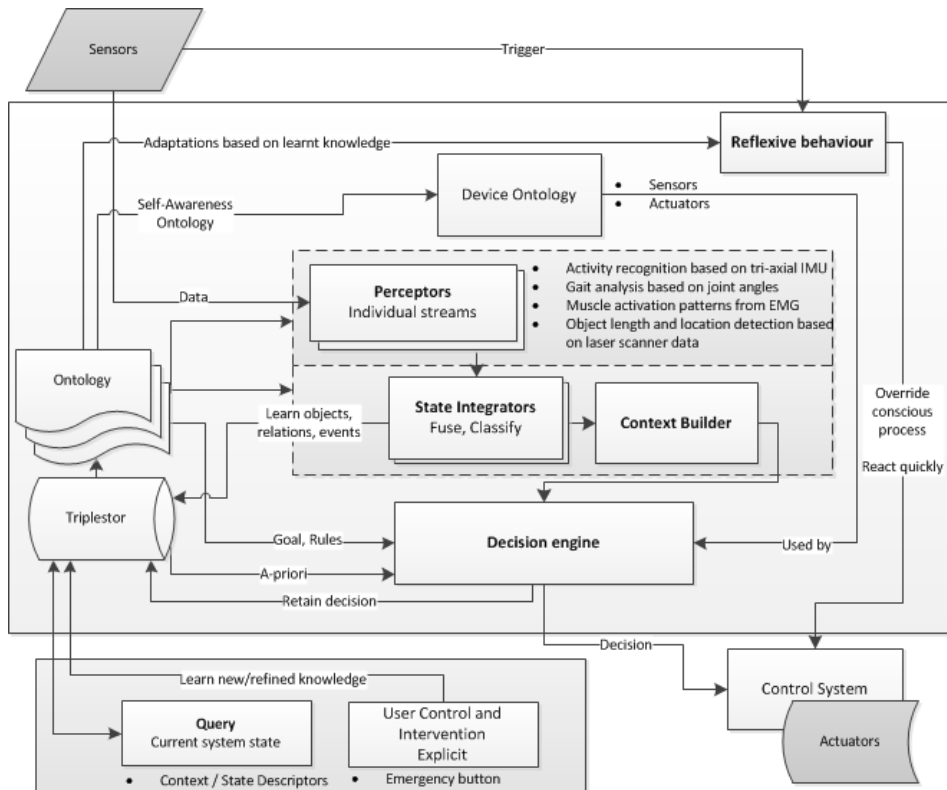 Sensors
Trigger
Adaptations based on learnt knowledge
Reflexive behaviour
Self-Awareness
Ontology
Device Ontology
• Sensors
• Actuators
Data
Perceptors
Individual streams
• Activity recognition based on tri-axial IMU
• Gait analysis based on joint angles
• Muscle activation patterns from EMG
• Object length and location detection based
on laser scanner data
Ontology
Learn objects,
relations, events
State Integrators
Fuse, Classify
Context Builder
Override
conscious
process
React quickly
Triplestor
Goal, Rules
Decision engine
Used by
A-priori
Retain decision
Decision
Learn new/refined knowledge
Control System
Query
Current system state
User Control and
Intervention
Explicit
Actuators
• Context / State Descriptors
• Emergency button